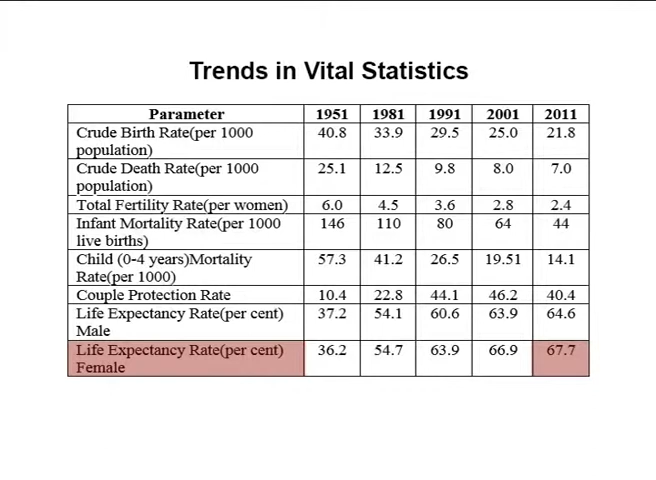 Trends in Vital Statistics
Parameter 1951 1981 1991 2001 2011
Crude Birth Rate(per 1000 40.8 33.9 29.5 25.0 21.8
population)
Crude Death Rate(per 1000 25.1 12.5 9.8 8.0 7.0
population)
Total Fertility Rate(per women) 6.0 4.5 3.6 2.8 2.4
Infant Mortality Rate(per 1000 146 110 80 64 44
live births)
Child (0-4 years)Mortality 57.3 41.2 26.5 19.51 14.1
Rate(per 1000)
Couple Protection Rate 10.4 22.8 44.1 46.2 40.4
Life Expectancy Rate(per cent) 37.2 54.1 60.6 63.9 64.6
Male
Life Expectancy Rate(per cent) 36.2 54.7 63.9 66.9 67.7
Female